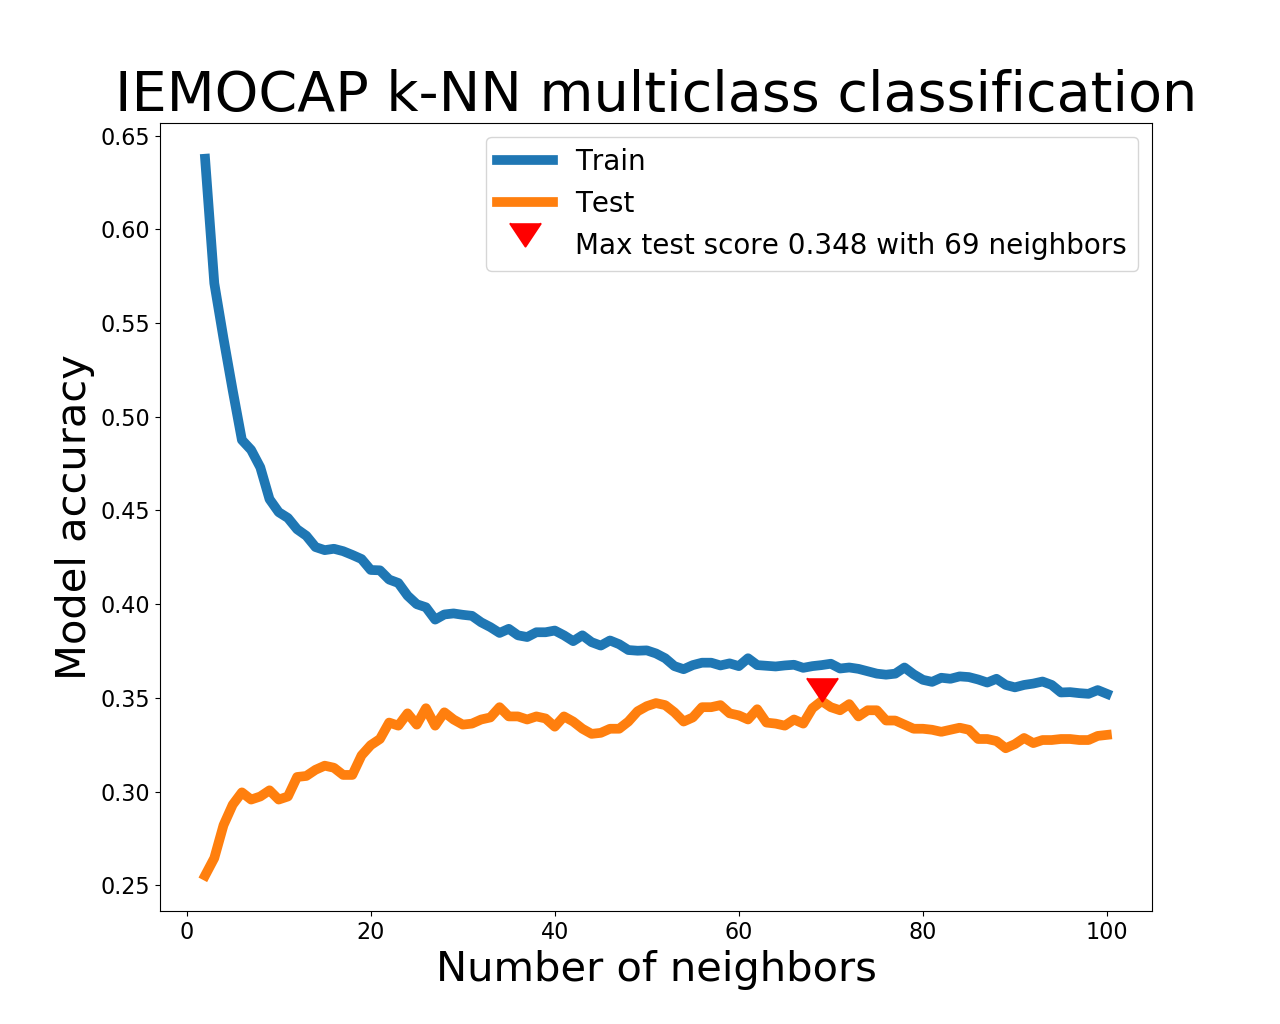 IEMOCAP k-NN multiclass classification
Train
Test
Max test score 0.348 with 69 neighbors
Model accuracy
0.65
0.60
0.55
0.50
0.45
0.40
0.35
0.30
0.25
0 20 40 60 80 100
Number of neighbors